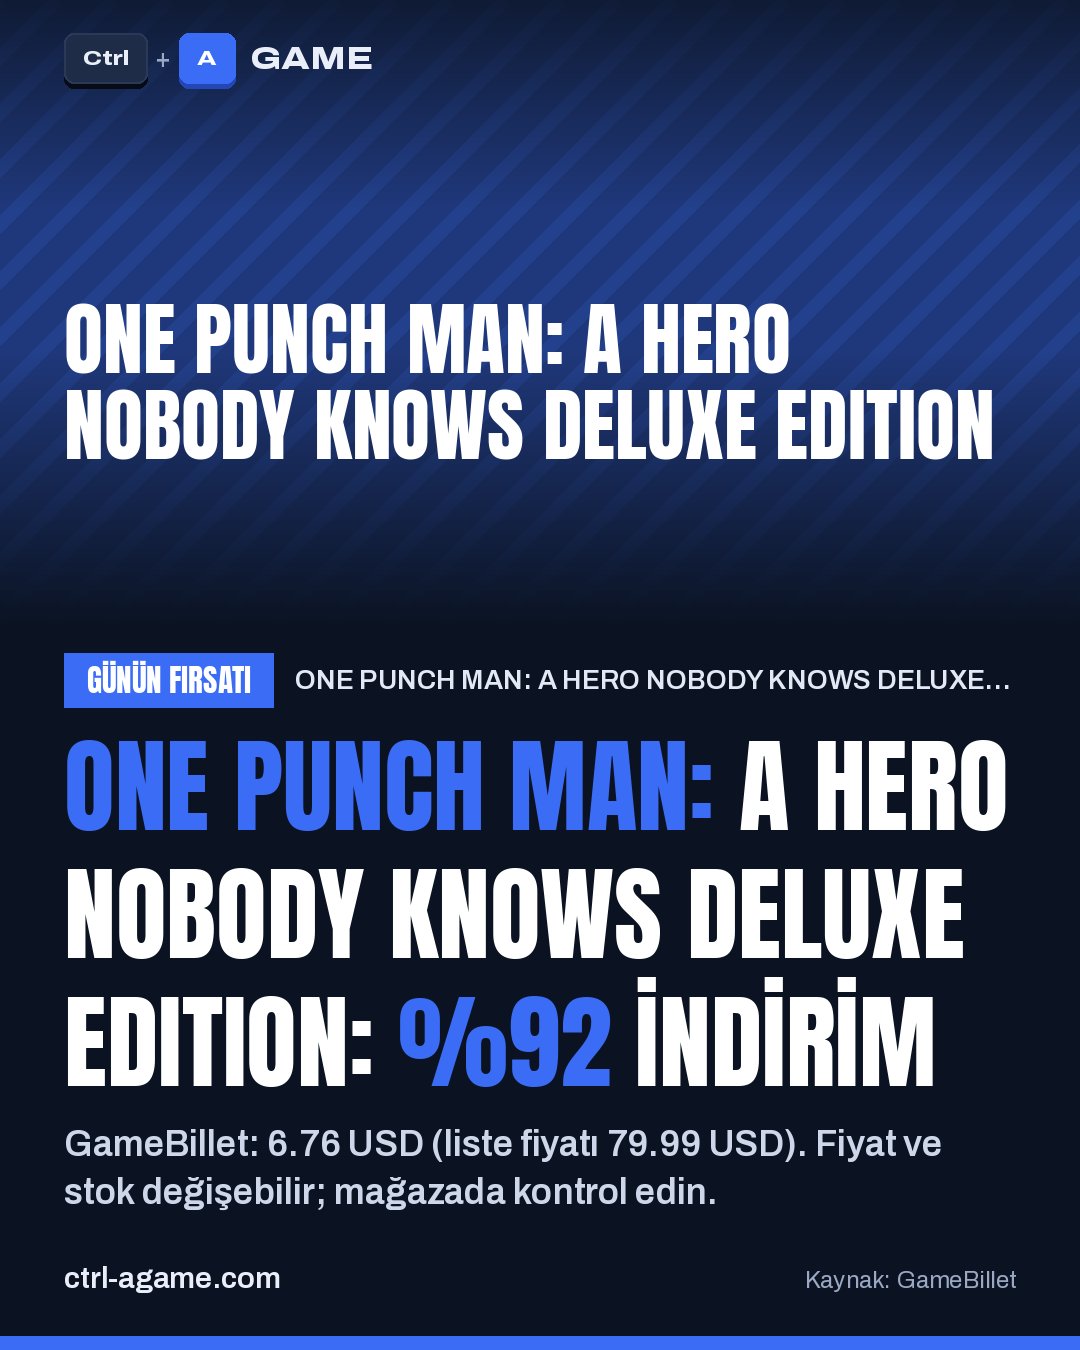 Ctrl + A GAME
ONE PUNCH MAN: A HERO
NOBODY KNOWS DELUXE EDITION
GÜNÜN FIRSATI ONE PUNCH MAN: A HERO NOBODY KNOWS DELUXE...
ONE PUNCH MAN: A HERO
NOBODY KNOWS DELUXE
EDITION: %92 İNDİRİM
GameBillet: 6.76 USD (liste fiyatı 79.99 USD). Fiyat ve
stok değişebilir; mağazada kontrol edin.
ctrl-agame.com Kaynak: GameBillet